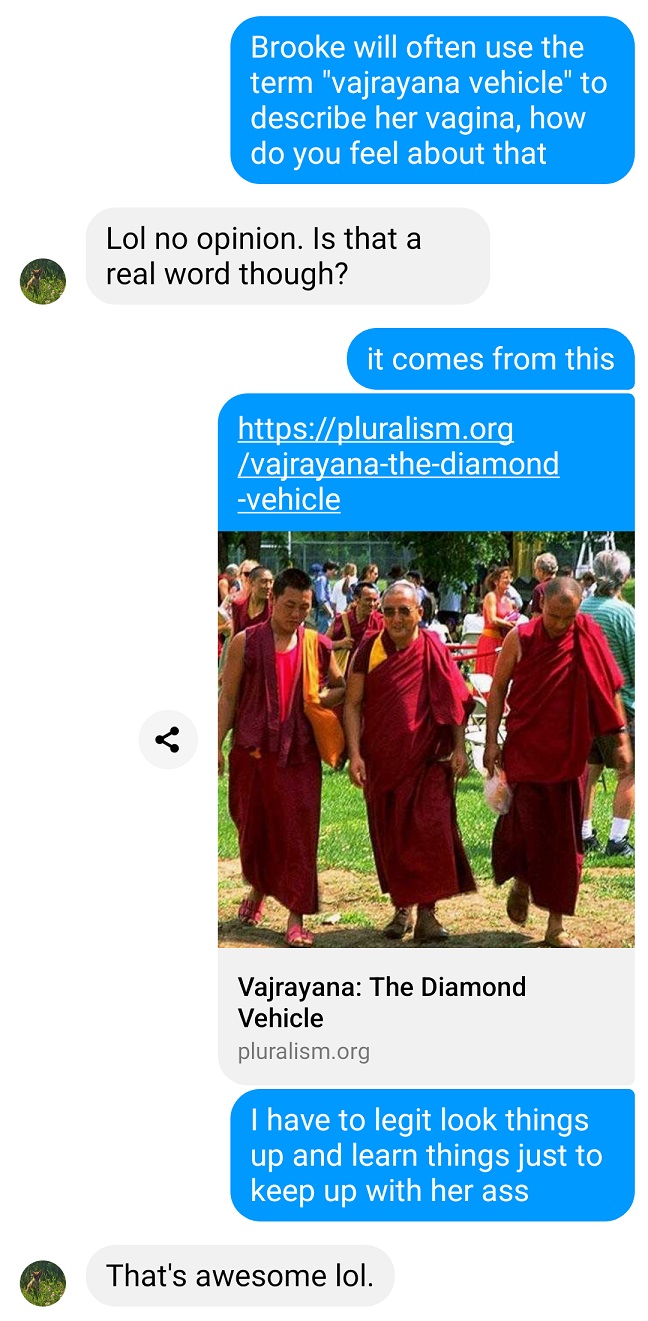 Brooke will often use the
term "vajrayana vehicle" to
describe her vagina, how
do you feel about that
Lol no opinion. Is that a
real word though?
it comes from this
https://pluralism.org
/vajrayana-the-diamond
-vehicle
Vajrayana: The Diamond
Vehicle
pluralism.org
I have to legit look things
up and learn things just to
keep up with her ass
That's awesome lol.